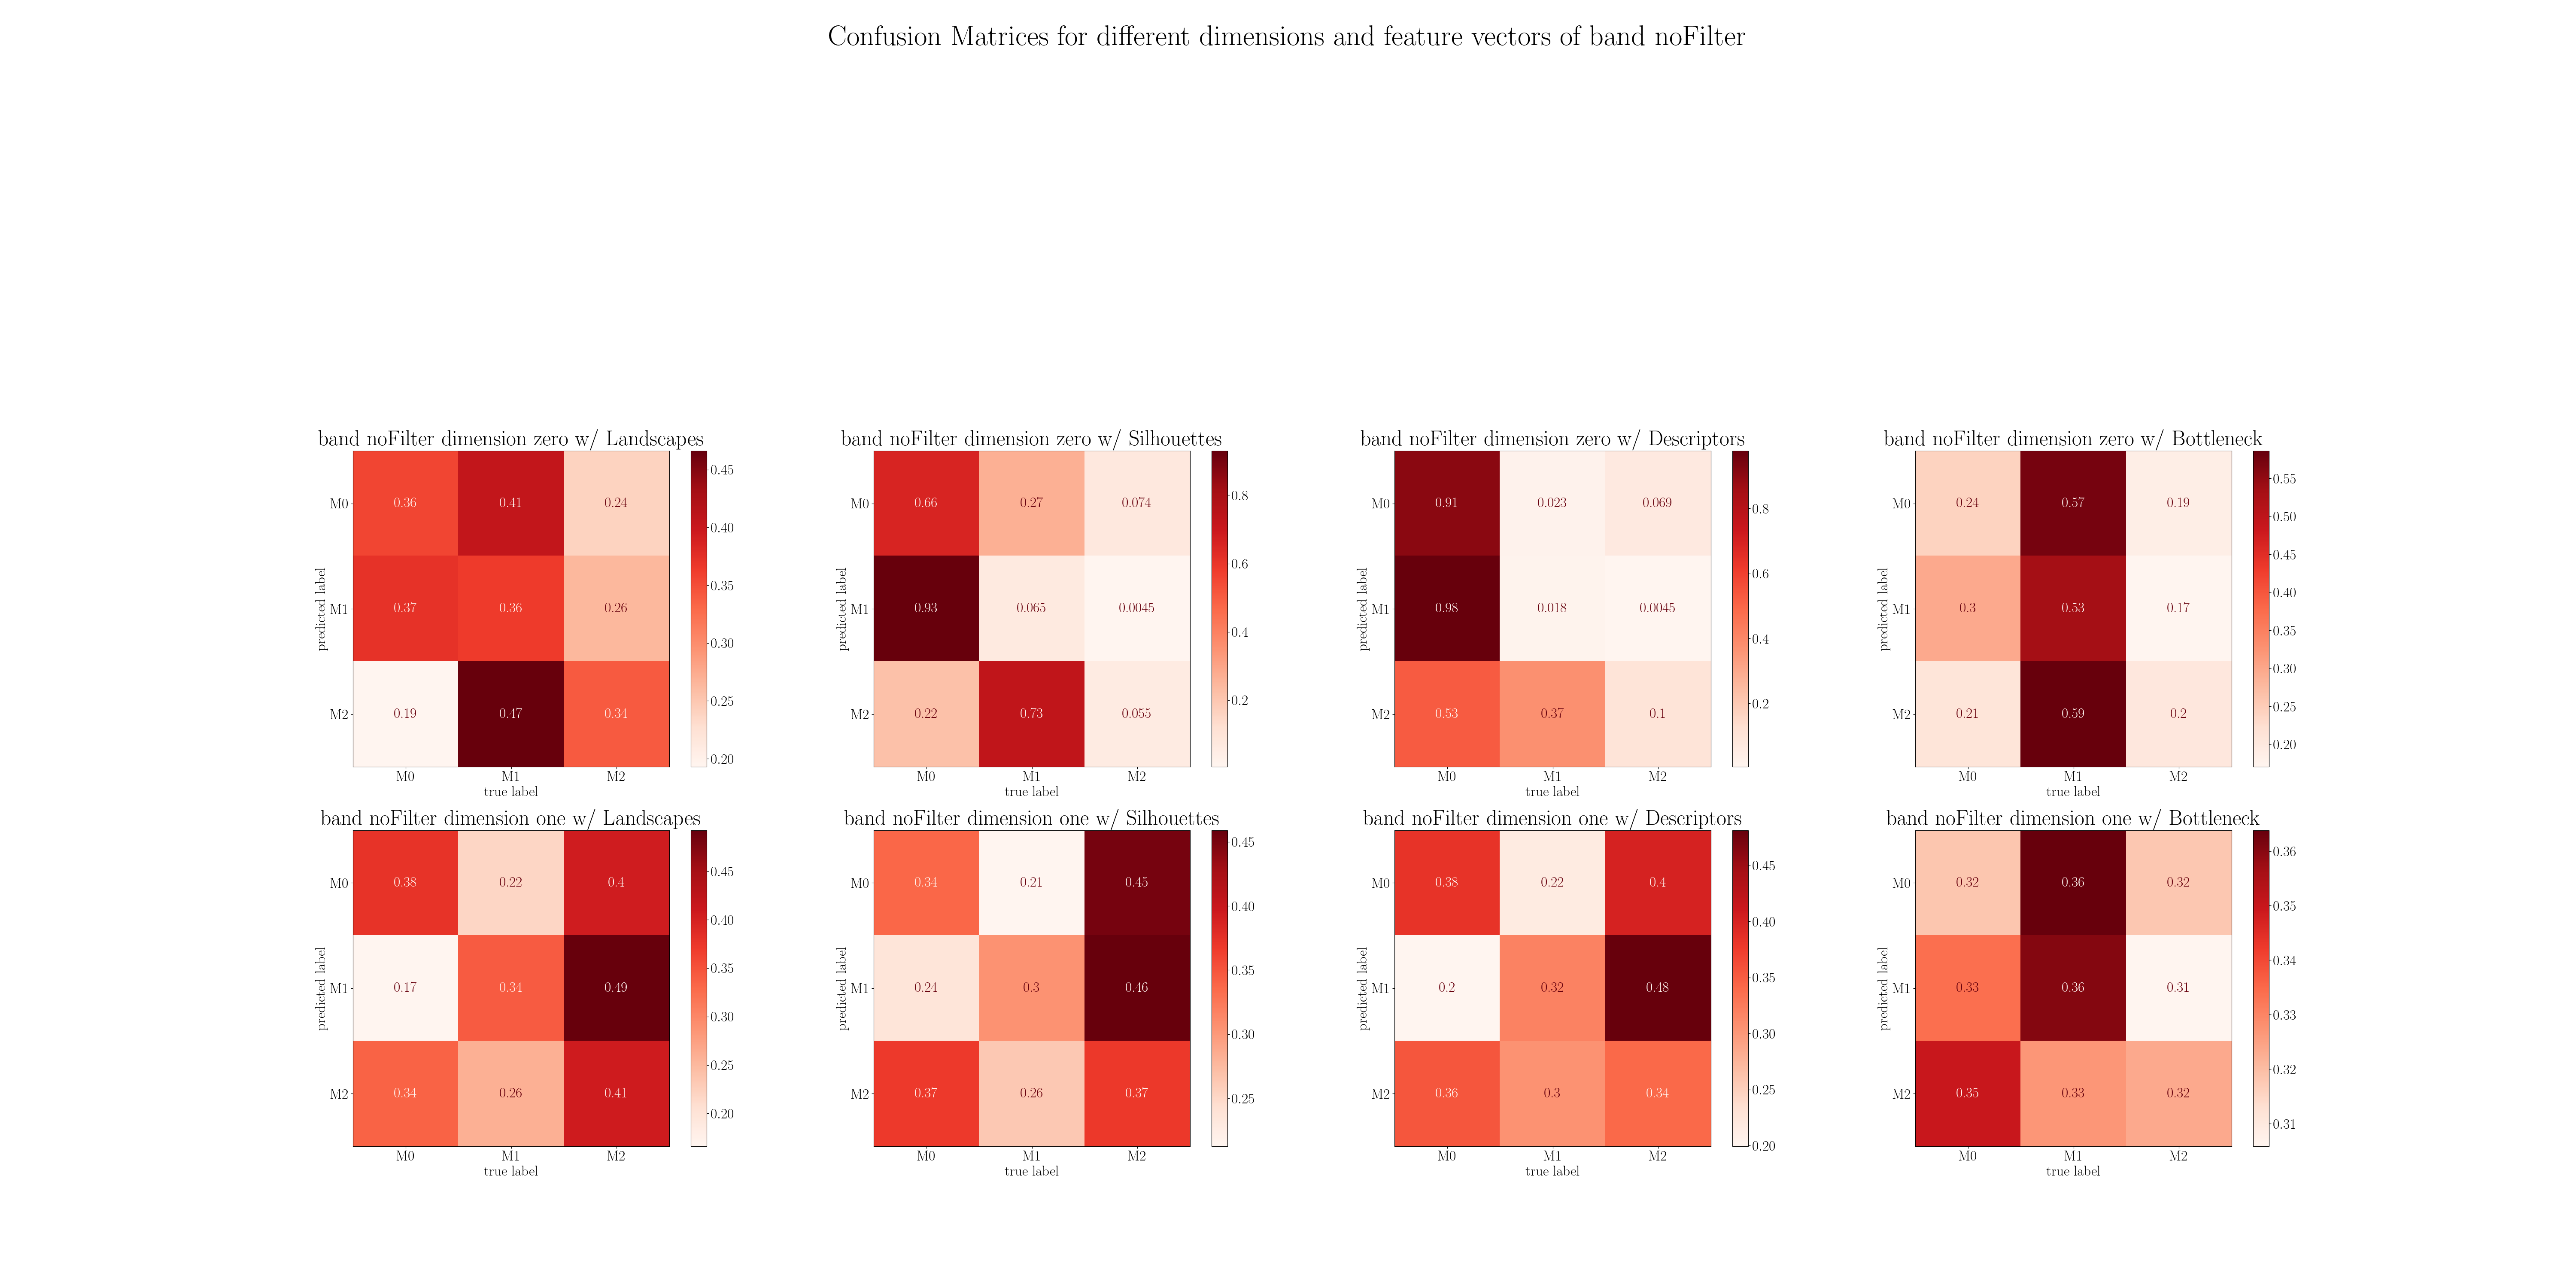 Confusion Matrices for different dimensions and feature vectors of band noFilter
band noFilter dimension zero w/ Landscapes
0.36 0.41 0.24
0.37 0.36 0.26
0.19 0.47 0.34
M0
M1
M2
M0 M1 M2
predicted label
true label
0.45
0.40
0.35
0.30
0.25
0.20
band noFilter dimension zero w/ Silhouettes
0.66 0.27 0.074
0.93 0.065 0.0045
0.22 0.73 0.055
M0
M1
M2
M0 M1 M2
predicted label
true label
0.8
0.6
0.4
0.2
band noFilter dimension zero w/ Descriptors
0.91 0.023 0.069
0.98 0.018 0.0045
0.53 0.37 0.1
M0
M1
M2
M0 M1 M2
predicted label
true label
0.8
0.6
0.4
0.2
band noFilter dimension zero w/ Bottleneck
0.24 0.57 0.19
0.3 0.53 0.17
0.21 0.59 0.2
M0
M1
M2
M0 M1 M2
predicted label
true label
0.55
0.50
0.45
0.40
0.35
0.30
0.25
0.20
band noFilter dimension one w/ Landscapes
0.38 0.22 0.4
0.17 0.34 0.49
0.34 0.26 0.41
M0
M1
M2
M0 M1 M2
predicted label
true label
0.45
0.40
0.35
0.30
0.25
0.20
band noFilter dimension one w/ Silhouettes
0.34 0.21 0.45
0.24 0.3 0.46
0.37 0.26 0.37
M0
M1
M2
M0 M1 M2
predicted label
true label
0.45
0.40
0.35
0.30
0.25
band noFilter dimension one w/ Descriptors
0.38 0.22 0.4
0.2 0.32 0.48
0.36 0.3 0.34
M0
M1
M2
M0 M1 M2
predicted label
true label
0.45
0.40
0.35
0.30
0.25
0.20
band noFilter dimension one w/ Bottleneck
0.32 0.36 0.32
0.33 0.36 0.31
0.35 0.33 0.32
M0
M1
M2
M0 M1 M2
predicted label
true label
0.36
0.35
0.34
0.33
0.32
0.31